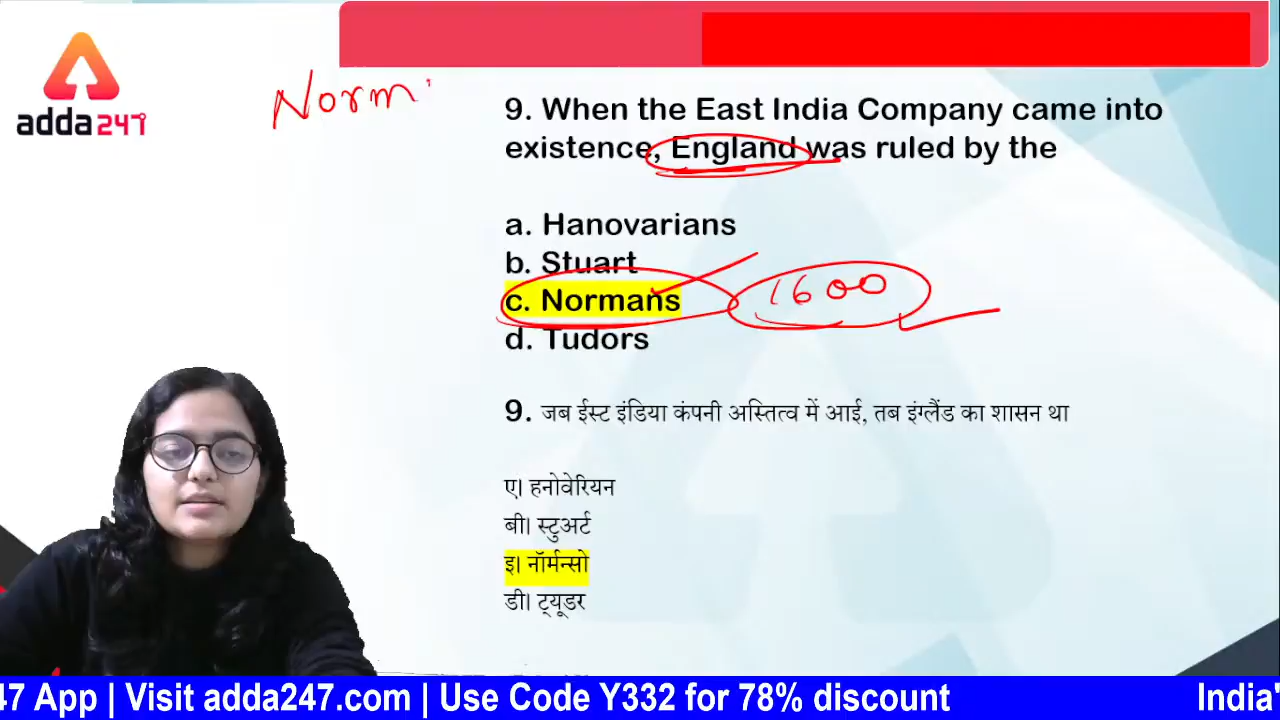 adda247
Norm
9. When the East India Company came into
existence, England was ruled by the
a. Hanovarians
b. Stuart
c. Normans
1600
d. Tudors
9. जब ईस्ट इंडिया कंपनी अस्तित्व में आई, तब इंग्लैंड का शासन था
ए। हनोवेरियन
बी। स्टुअर्ट
इ। नॉर्मन्सो
डी। ट्यूडर
47 App | Visit adda247.com | Use Code Y332 for 78% discount
India'